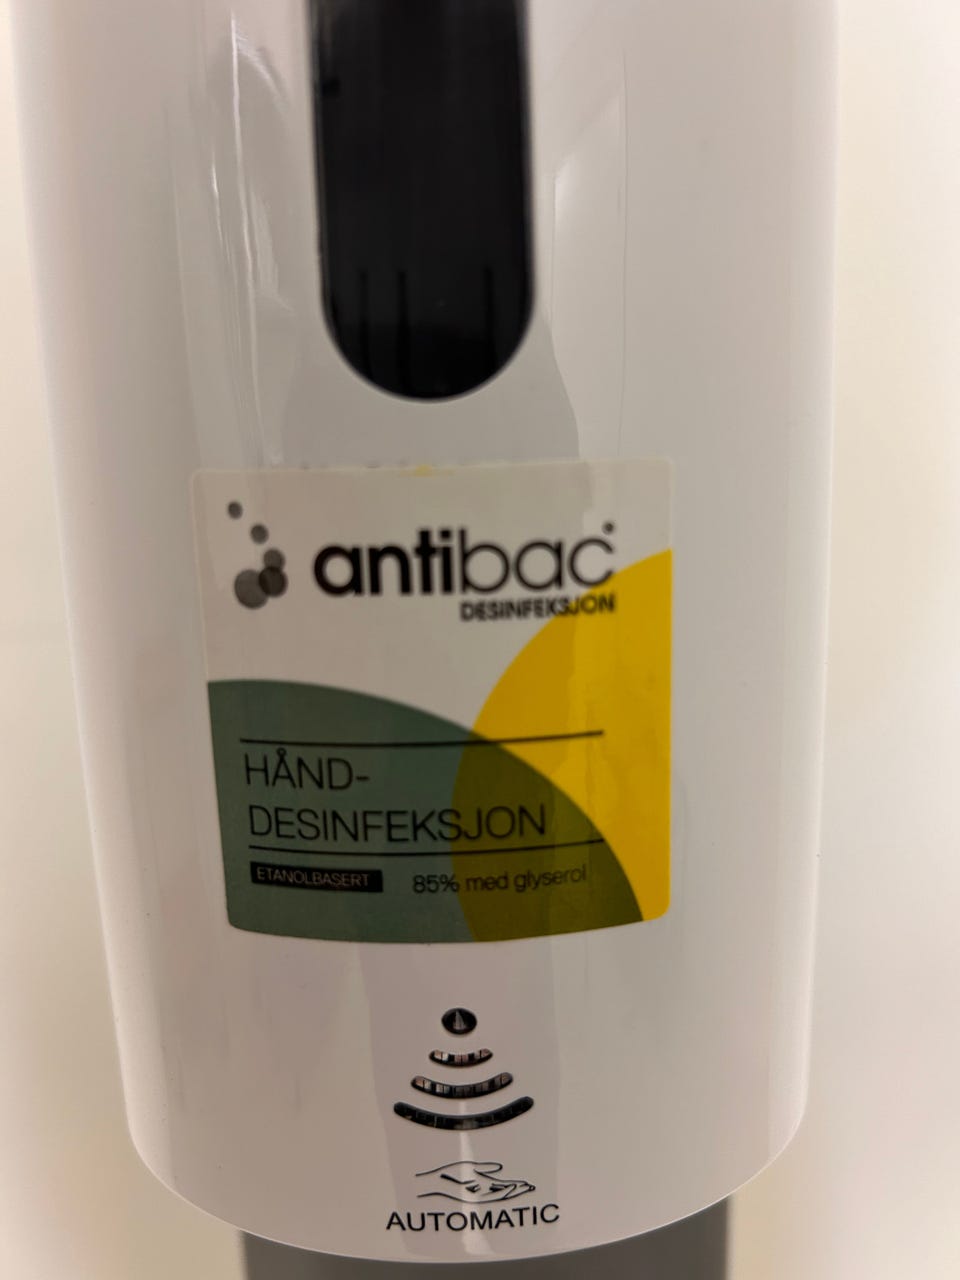 antibac
DESINFEKSJON
HÅND-
DESINFEKSJON
ETANOLBASERT 85% med glyserol
AUTOMATIC